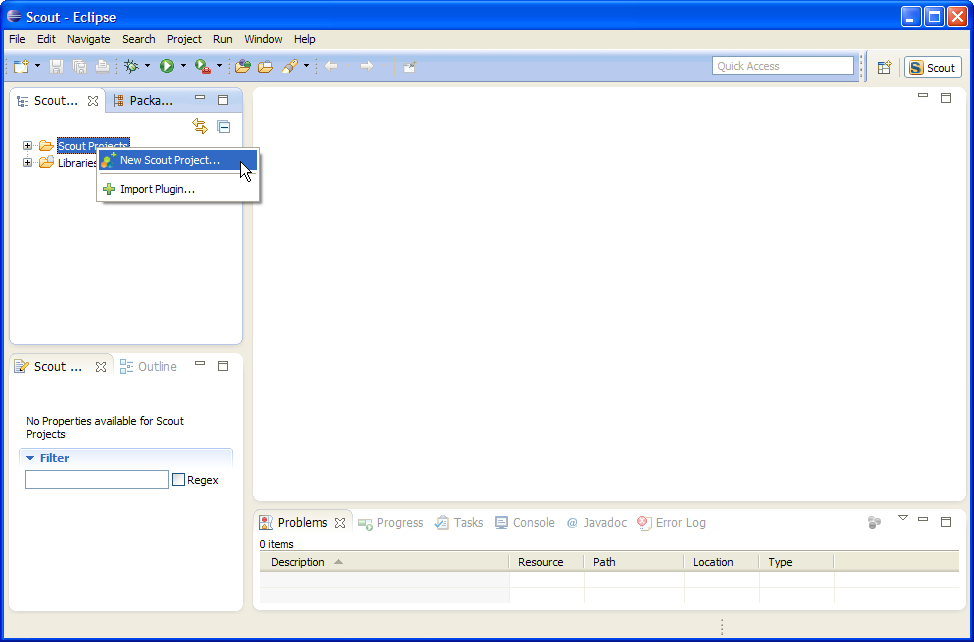 Scout - Eclipse
File Edit Navigate Search Project Run Window Help
Quick Access
S Scout
Scout... Packa...
Scout Projects
Libraries
New Scout Project...
Import Plugin...
Scout ... Outline
No Properties available for Scout
Projects
Filter
Regex
Problems Progress Tasks Console @ Javadoc Error Log
0 items
Description Resource Path Location Type